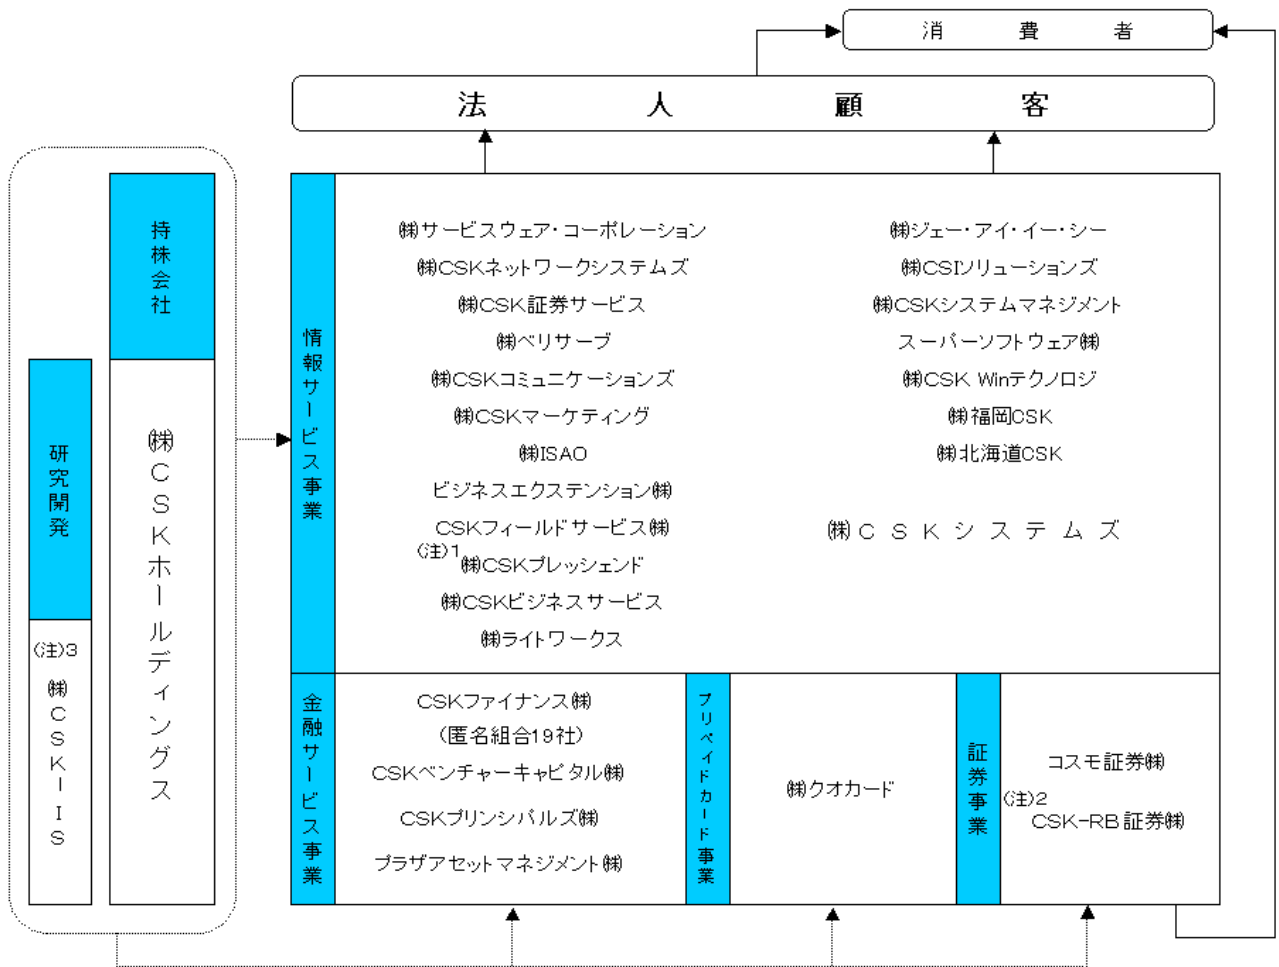 消費者
法人顧客
持株会社
㈱CSKホールディングス
研究開発
(注)3
㈱CSK-IS
情報サービス事業
㈱サービスウェア・コーポレーション
㈱CSKネットワークシステムズ
㈱CSK証券サービス
㈱ベリサーブ
㈱CSKコミュニケーションズ
㈱CSKマーケティング
㈱ISAO
ビジネスエクステンション㈱
CSKフィールドサービス㈱
(注)1
㈱CSKプレッシェンド
㈱CSKビジネスサービス
㈱ライトワークス
㈱ジェー・アイ・イー・シー
㈱CSIソリューションズ
㈱CSKシステムマネジメント
スーパーソフトウェア㈱
㈱CSK Winテクノロジ
㈱福岡CSK
㈱北海道CSK
㈱CSKシステムズ
金融サービス事業
CSKファイナンス㈱
(匿名組合19社)
CSKベンチャーキャピタル㈱
CSKプリンシパルズ㈱
プラザアセットマネジメント㈱
プリペイドカード事業
㈱クオカード
証券事業
コスモ証券㈱
(注)2
CSK-RB証券㈱